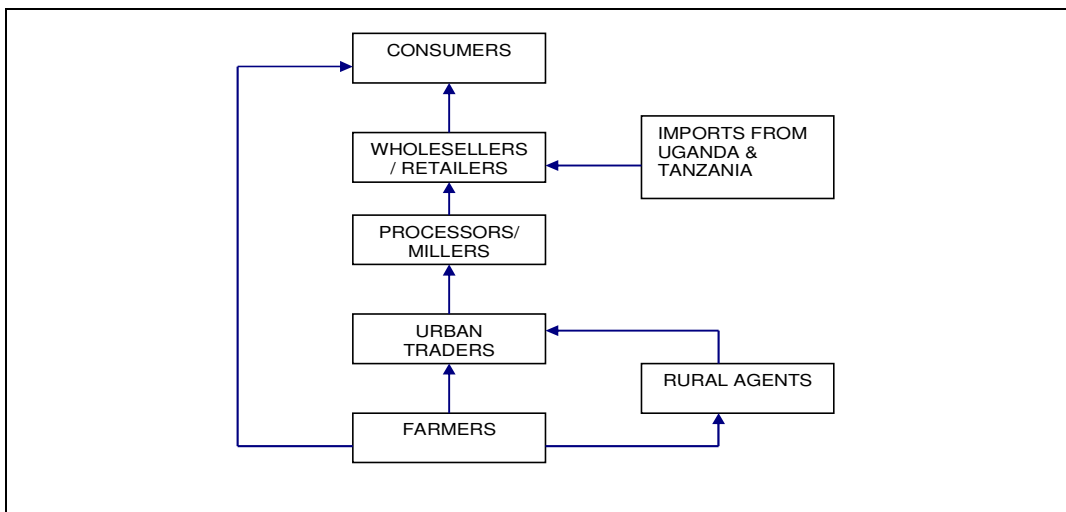 CONSUMERS
WHOLESELLERS
/ RETAILERS
IMPORTS FROM
UGANDA &
TANZANIA
PROCESSORS/
MILLERS
URBAN
TRADERS
RURAL AGENTS
FARMERS